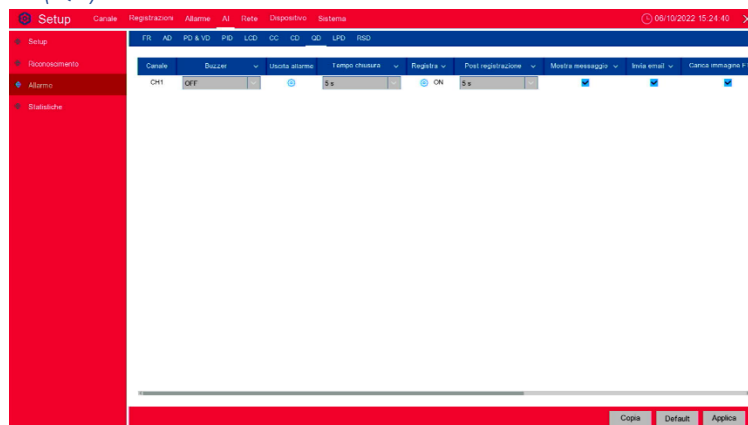 Setup Canale Registrazioni Allarme AI Rete Dispositivo Sistema 06/10/2022 15:24:40
FR AD PD & VD PID LCD CC CD QD LPD RSD
Setup
Riconoscimento
Allarme
Statistiche
Canale Buzzer Uscita allarme Tempo chiusura Registra Post registrazione Mostra messaggio Invia email Carica immagine
CH1 OFF 5 s ON 5 s
Copia Default Applica